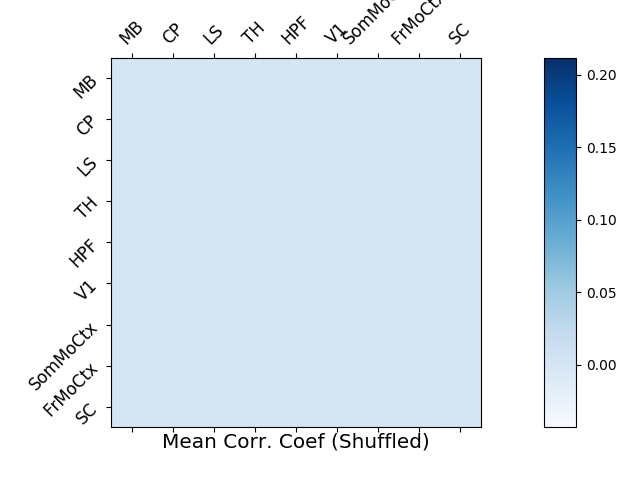 MB CP LS TH HPF V1 SomMoCtx FrMoCtx SC
MB
CP
LS
TH
HPF
V1
SomMoCtx
FrMoCtx
SC
0.20
0.15
0.10
0.05
0.00
Mean Corr. Coef (Shuffled)